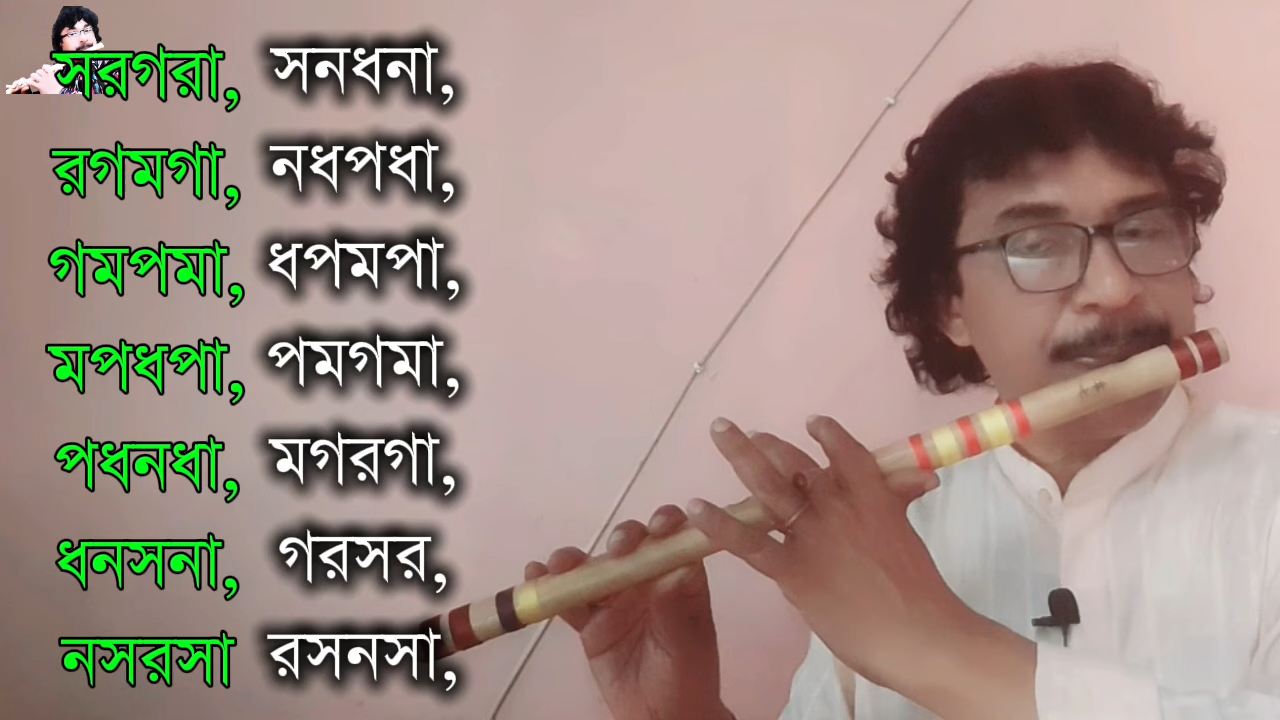 সরগরা, সনধনা,
রগমগা, নধপধা,
গমপমা, ধপমপা,
মপধপা, পমগমা,
পধনধা, মগরগা,
ধনসনা, গরসর,
নসরসা রসনসা,